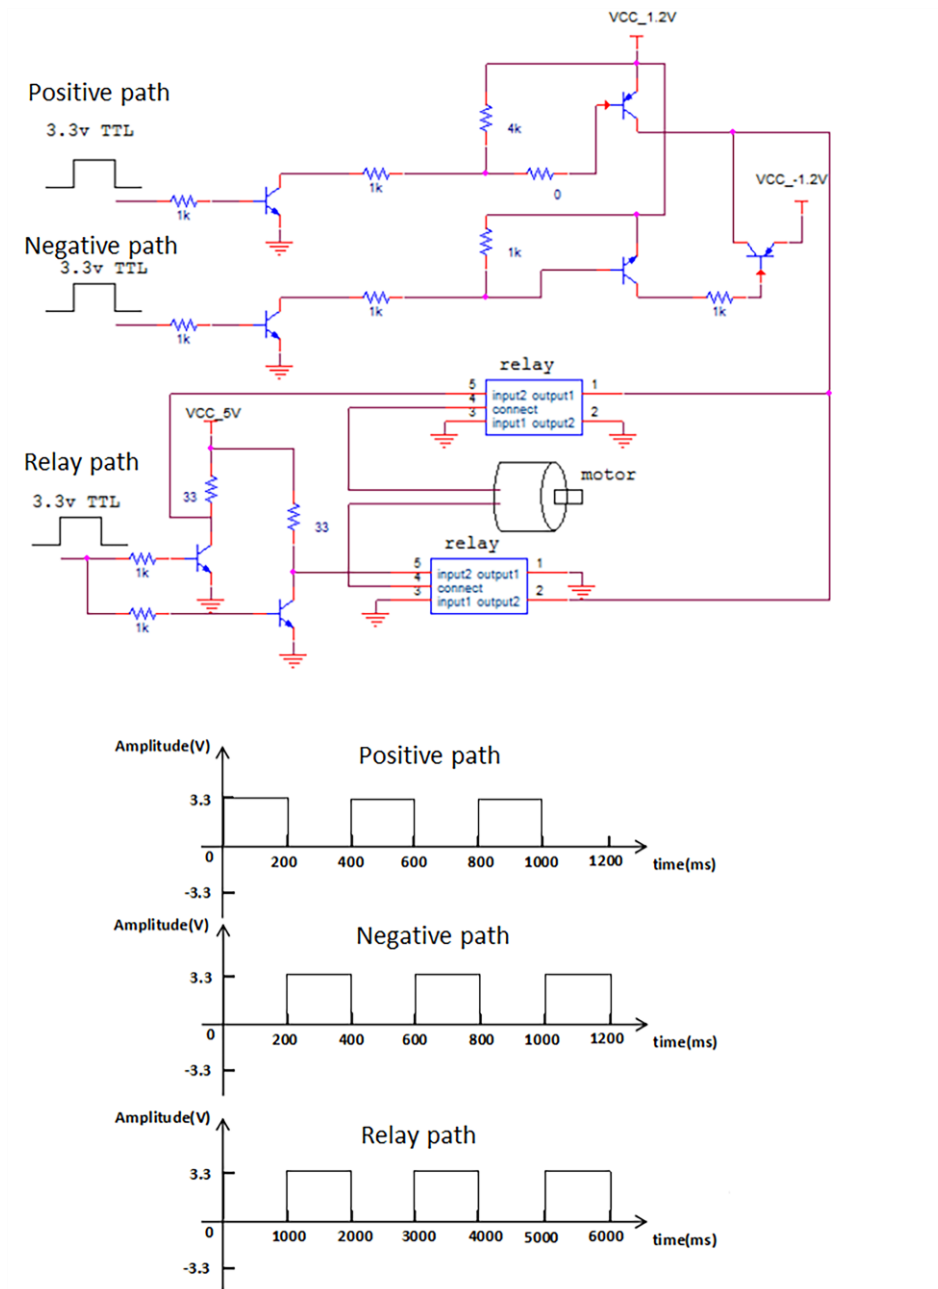 VCC_1.2V
Positive path
3.3v TTL
4k
1k
0
1k
VCC_-1.2V
Negative path
3.3v TTL
1k
1k
1k
1k
relay
5 input2 output1 1
4 connect
3 input1 output2 2
VCC_5V
Relay path
33
motor
3.3v TTL
33
relay
5 input2 output1 1
4 connect
3 input1 output2 2
1k
1k
Amplitude(V)
Positive path
3.3
0 200 400 600 800 1000 1200 time(ms)
-3.3
Amplitude(V)
Negative path
3.3
0 200 400 600 800 1000 1200 time(ms)
-3.3
Amplitude(V)
Relay path
3.3
0 1000 2000 3000 4000 5000 6000 time(ms)
-3.3